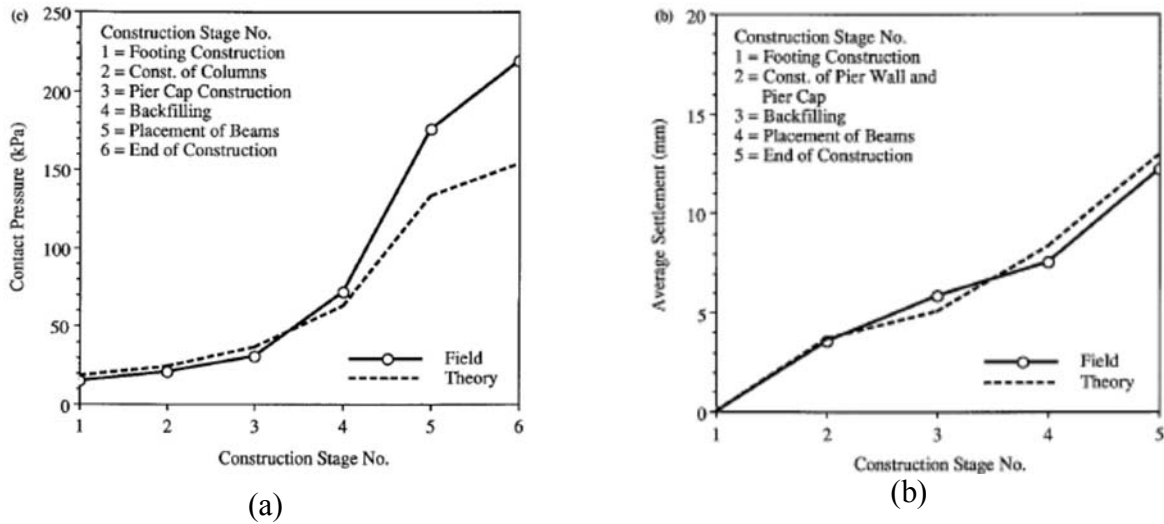 (c)
250
200
150
100
50
0
Contact Pressure (kPa)
Construction Stage No.
1 = Footing Construction
2 = Const. of Columns
3 = Pier Cap Construction
4 = Backfilling
5 = Placement of Beams
6 = End of Construction
Field
Theory
1 2 3 4 5 6
Construction Stage No.
(a)
(b)
20
15
10
5
0
Average Settlement (mm)
Construction Stage No.
1 = Footing Construction
2 = Const. of Pier Wall and
Pier Cap
3 = Backfilling
4 = Placement of Beams
5 = End of Construction
Field
Theory
1 2 3 4 5
Construction Stage No.
(b)